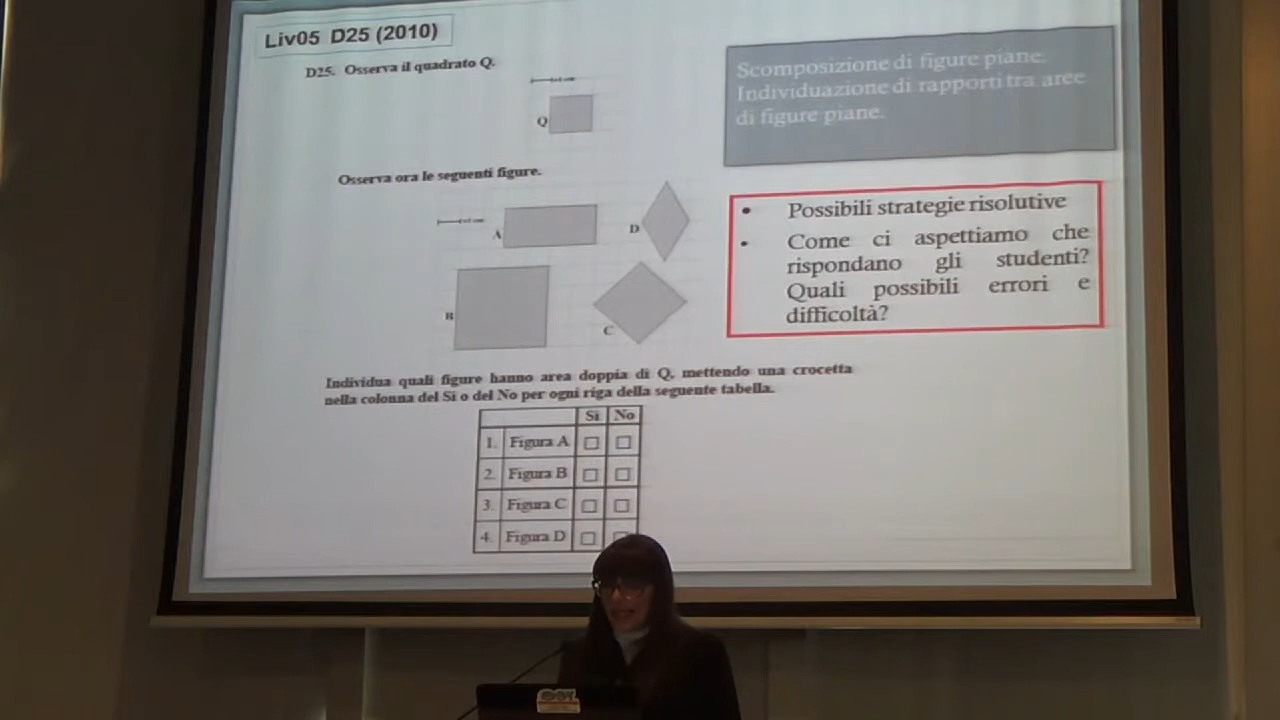 Liv05 D25 (2010)
D25. Osserva il quadrato Q.
Q
Osserva ora le seguenti figure.
A
D
B
C
Individua quali figure hanno area doppia di Q, mettendo una crocetta
nella colonna del Sì o del No per ogni riga della seguente tabella.
Sì No
1. Figura A
2. Figura B
3. Figura C
4. Figura D
Scomposizione di figure piane.
Individuazione di rapporti tra aree
di figure piane.
• Possibili strategie risolutive
• Come ci aspettiamo che
rispondano gli studenti?
Quali possibili errori e
difficoltà?